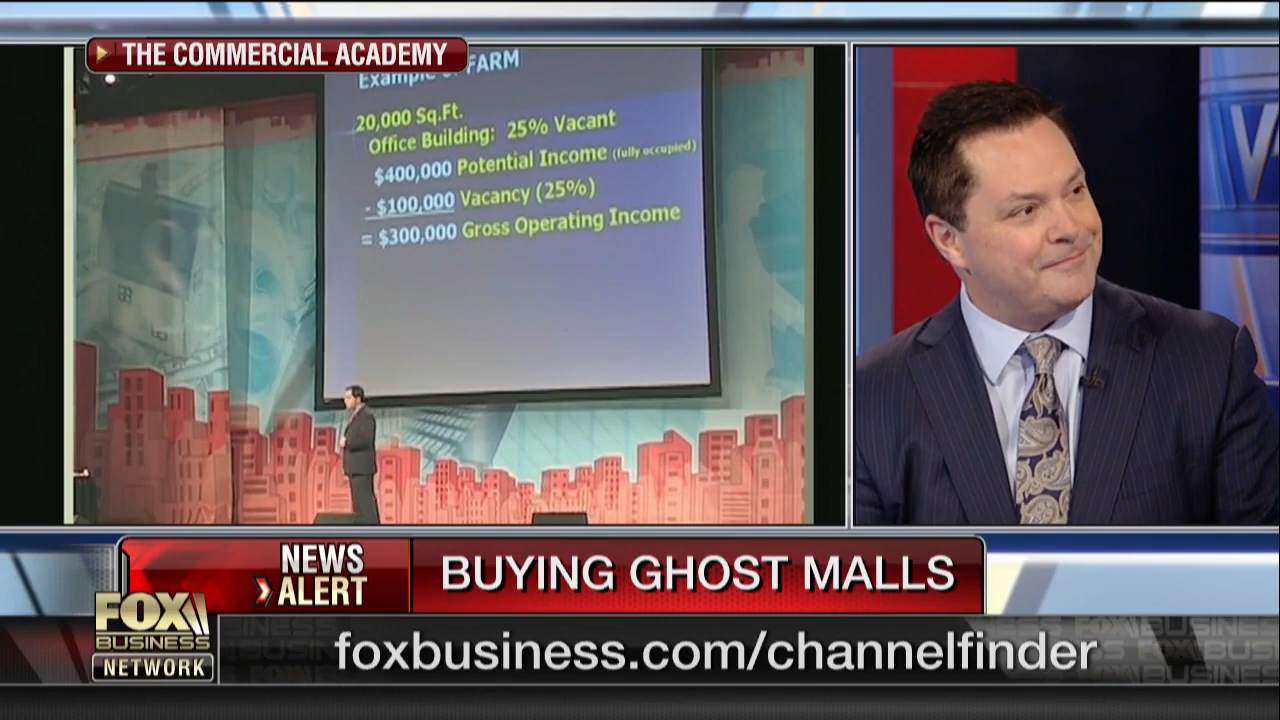 THE COMMERCIAL ACADEMY
Example FARM
20,000 Sq.Ft.
Office Building: 25% Vacant
$400,000 Potential Income (fully occupied)
- $100,000 Vacancy (25%)
= $300,000 Gross Operating Income
NEWS
ALERT
BUYING GHOST MALLS
FOX
BUSINESS
NETWORK
foxbusiness.com/channelfinder